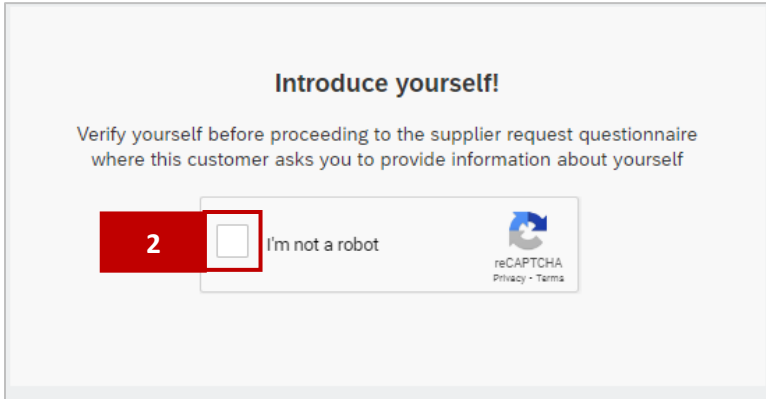 Introduce yourself!
Verify yourself before proceeding to the supplier request questionnaire
where this customer asks you to provide information about yourself
2
I'm not a robot
reCAPTCHA
Privacy - Terms